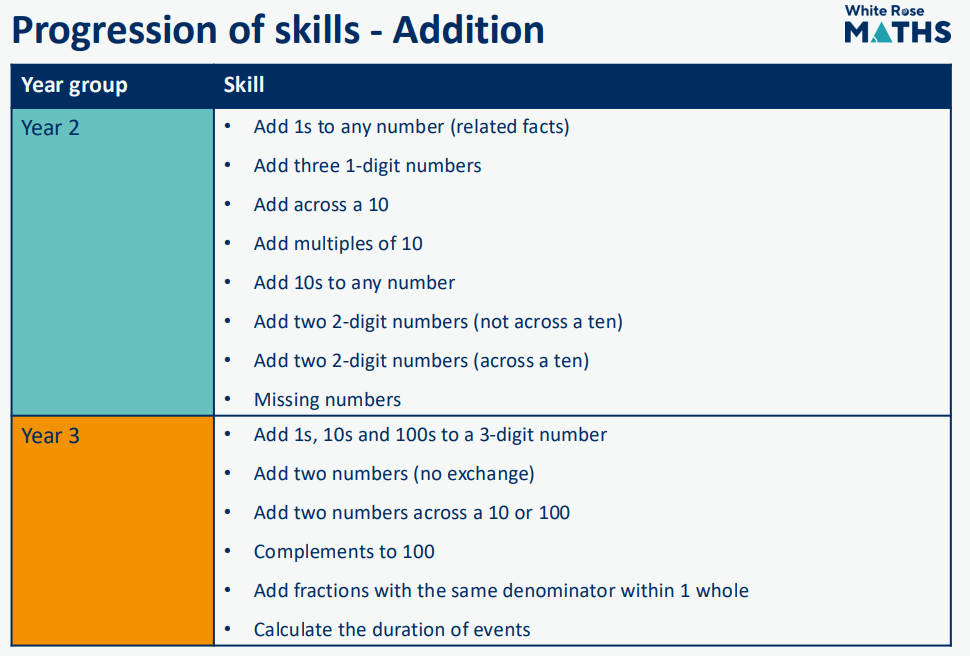 Progression of skills - Addition
White Rose
MATHS
Year group Skill
Year 2
• Add 1s to any number (related facts)
• Add three 1-digit numbers
• Add across a 10
• Add multiples of 10
• Add 10s to any number
• Add two 2-digit numbers (not across a ten)
• Add two 2-digit numbers (across a ten)
• Missing numbers
Year 3
• Add 1s, 10s and 100s to a 3-digit number
• Add two numbers (no exchange)
• Add two numbers across a 10 or 100
• Complements to 100
• Add fractions with the same denominator within 1 whole
• Calculate the duration of events